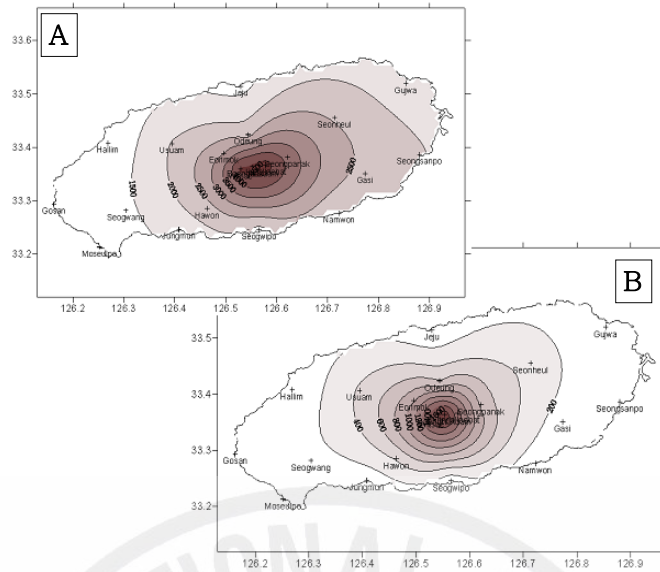 A
33.6
33.5
33.4
33.3
33.2
Jeju
Gujwa
Seonheul
Odeung
Hallim
Usuam
Eorimok
Seongpanak
Seongsanpo
Gasi
Gosan
Seogwang
Hawon
Namwon
Jungmun
Seogwipo
Moseulpo
1500
2000
2500
3000
2500
126.2 126.3 126.4 126.5 126.6 126.7 126.8 126.9
B
33.5
33.4
33.3
33.2
Jeju
Gujwa
Seonheul
Odeung
Hallim
Usuam
Eorimok
Seongpanak
Seongsanpo
Gasi
Gosan
Seogwang
Hawon
Namwon
Jungmun
Seogwipo
Moseulpo
400
600
800
1000
200
126.2 126.3 126.4 126.5 126.6 126.7 126.8 126.9